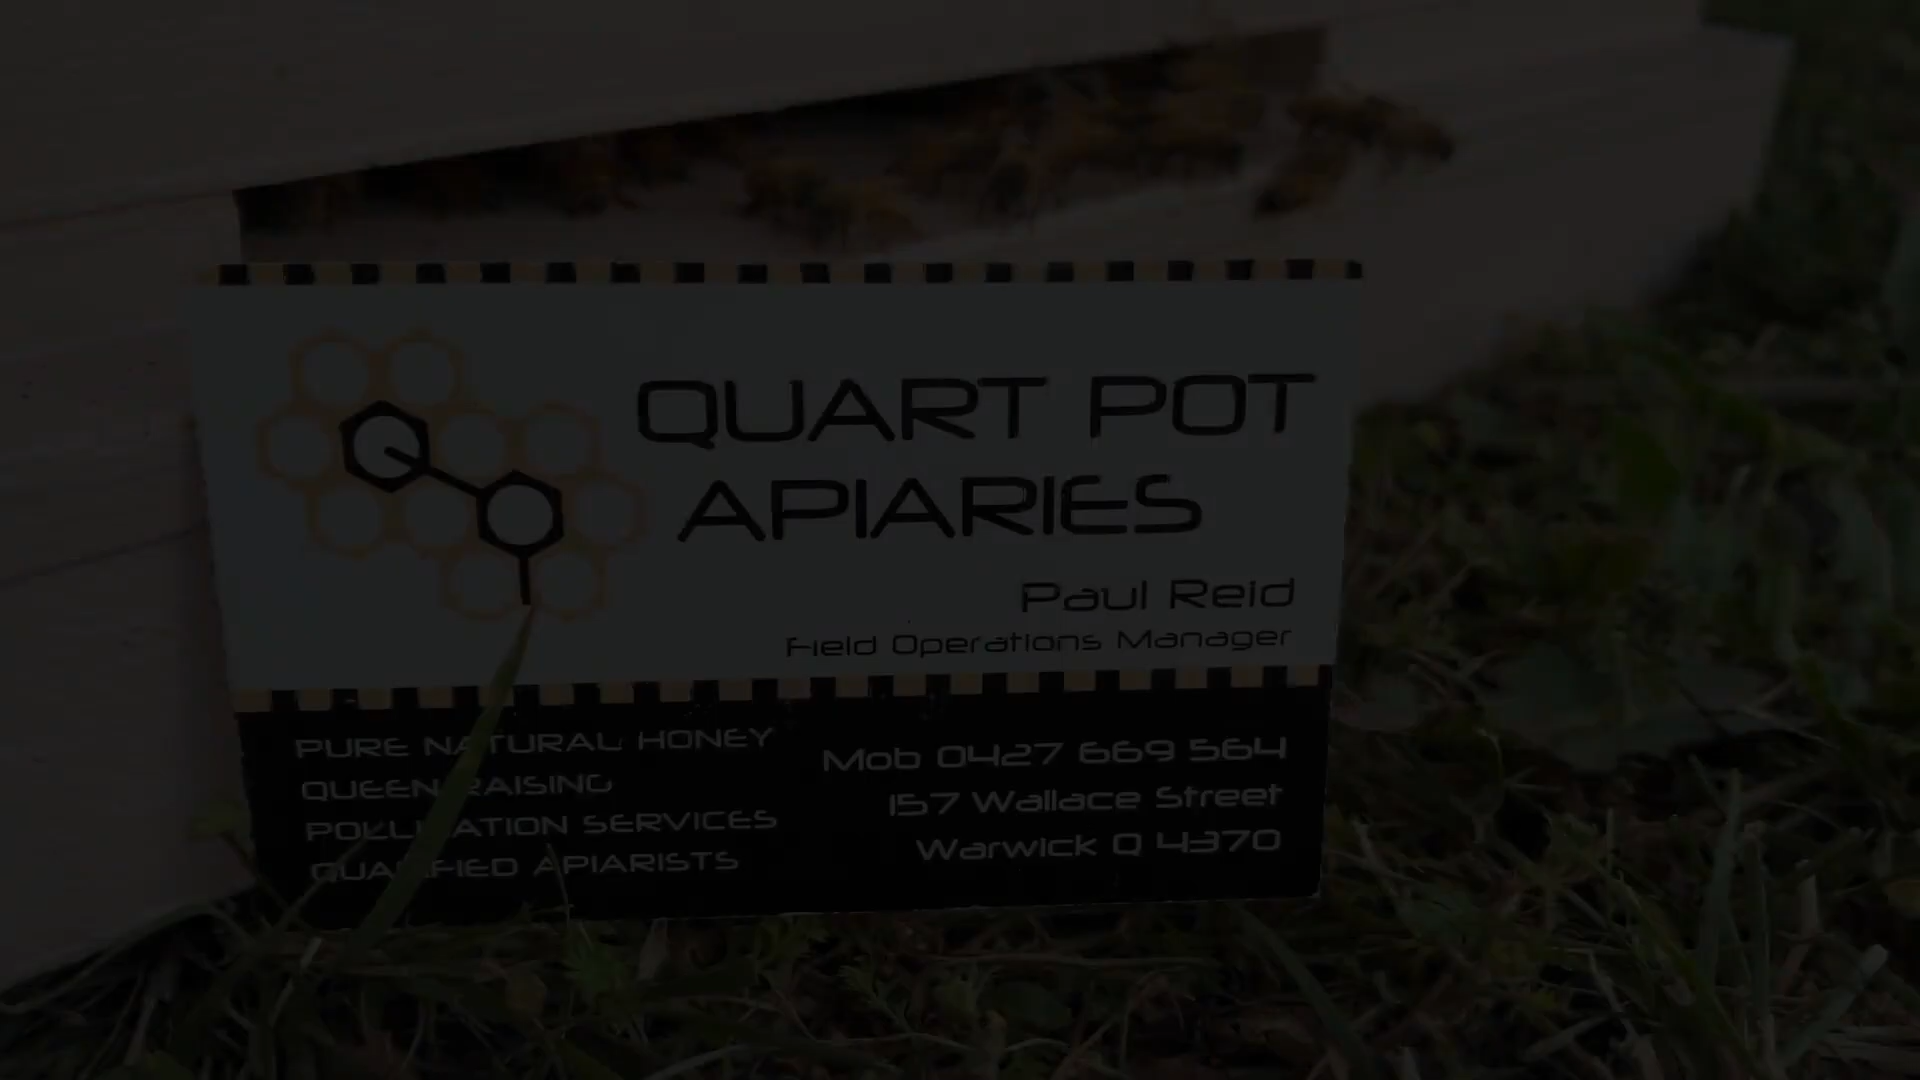 QUART POT
APIARIES
Paul Reid
Field Operations Manager
PURE NATURAL HONEY
QUEEN RAISING
POLLINATION SERVICES
QUALIFIED APIARISTS
Mob 0427 669 564
157 Wallace Street
Warwick Q 4370